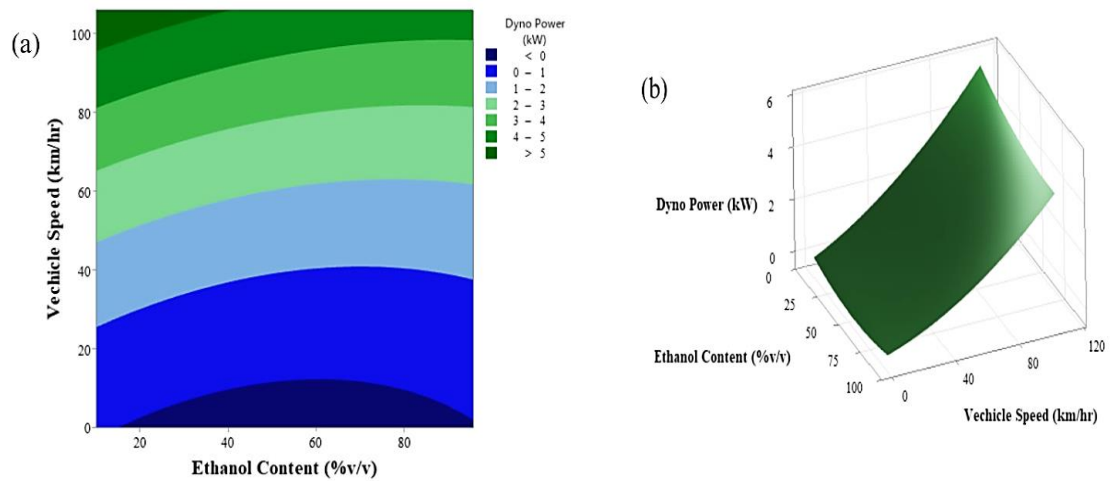 (a)
Vechicle Speed (km/hr)
100
80
60
40
20
0
20 40 60 80
Ethanol Content (%v/v)
Dyno Power
(kW)
< 0
0 – 1
1 – 2
2 – 3
3 – 4
4 – 5
> 5
(b)
Dyno Power (kW)
6
4
2
0
Ethanol Content (%v/v)
0
25
50
75
100
0
40
80
120
Vechicle Speed (km/hr)